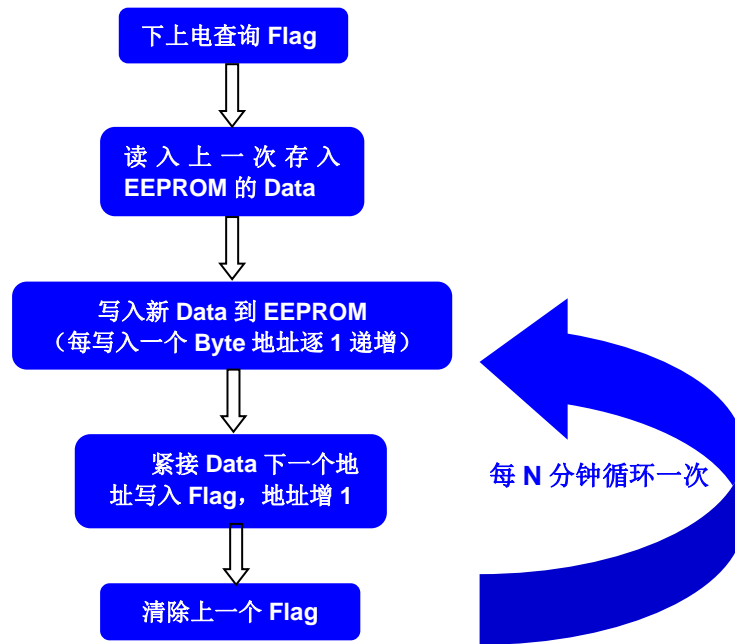 下上电查询 Flag
读入上一次存入
EEPROM 的 Data
写入新 Data 到 EEPROM
（每写入一个 Byte 地址逐 1 递增）
紧接 Data 下一个地
址写入 Flag，地址增 1
每 N 分钟循环一次
清除上一个 Flag